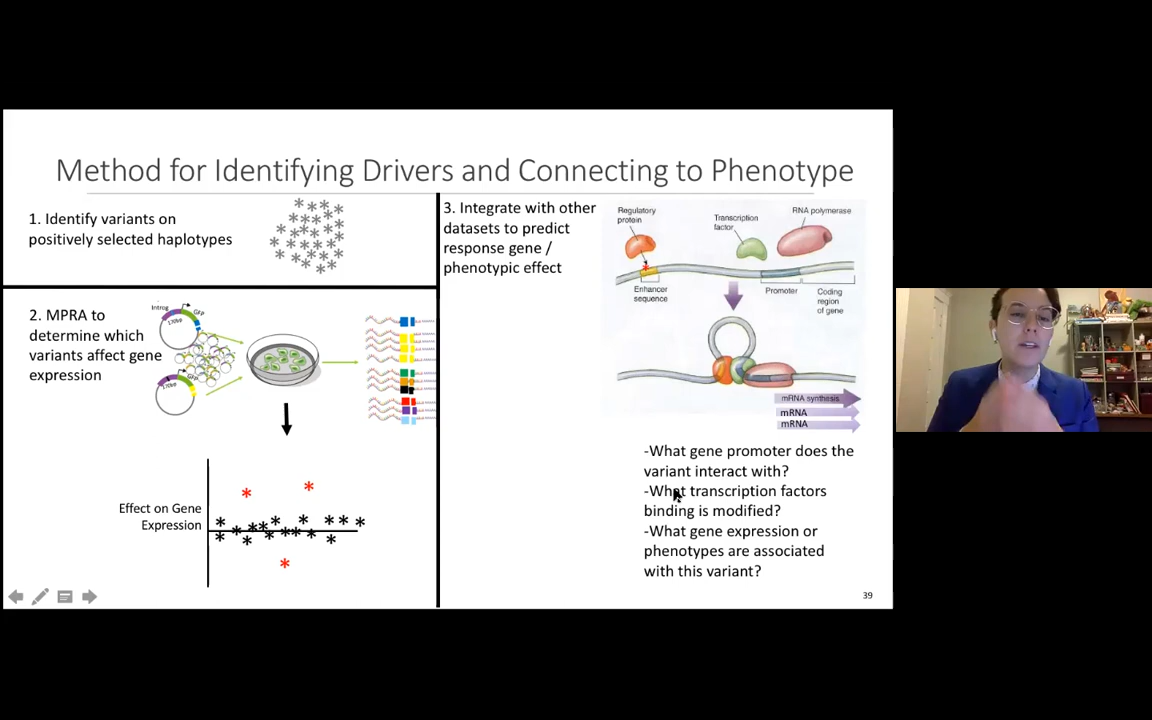 Method for Identifying Drivers and Connecting to Phenotype
1. Identify variants on
positively selected haplotypes
2. MPRA to
determine which
variants affect gene
expression
Introg
GFP
170bp
170bp
Effect on Gene
Expression
3. Integrate with other
datasets to predict
response gene /
phenotypic effect
Regulatory
protein
Transcription
factor
RNA polymerase
Enhancer
sequence
Promoter
Coding
region
of gene
mRNA synthesis
mRNA
mRNA
-What gene promoter does the
variant interact with?
-What transcription factors
binding is modified?
-What gene expression or
phenotypes are associated
with this variant?
39